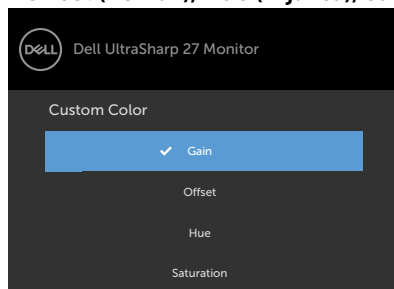 DELL
Dell UltraSharp 27 Monitor
Custom Color
Gain
Offset
Hue
Saturation